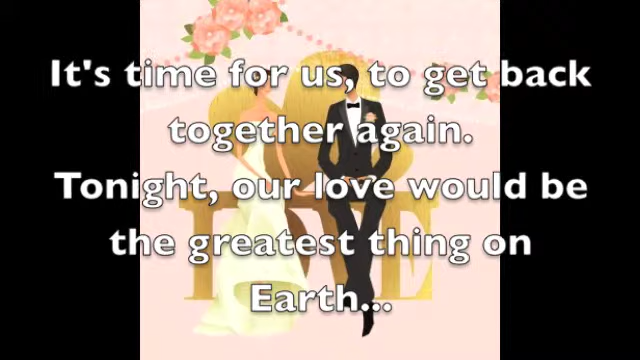 It's time for us, to get back
together again.
Tonight, our love would be
the greatest thing on
Earth...